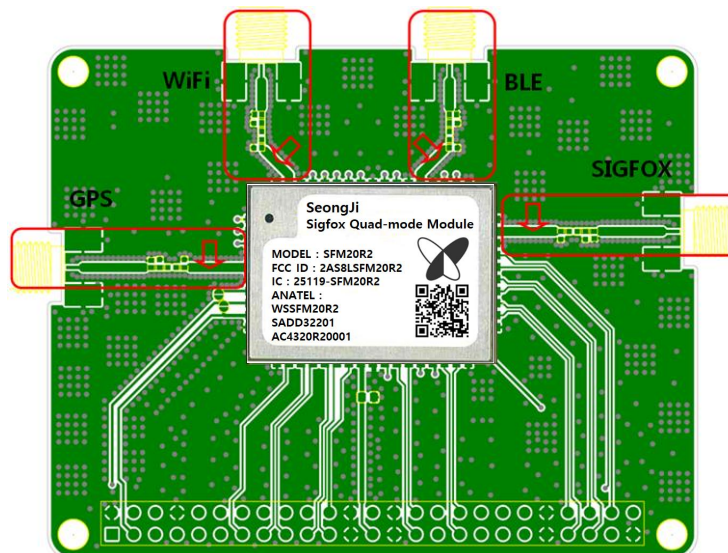 WiFi
BLE
SIGFOX
GPS
SeongJi
Sigfox Quad-mode Module
MODEL : SFM20R2
FCC ID : 2AS8LSFM20R2
IC : 25119-SFM20R2
ANATEL :
WSSFM20R2
SADD32201
AC4320R20001